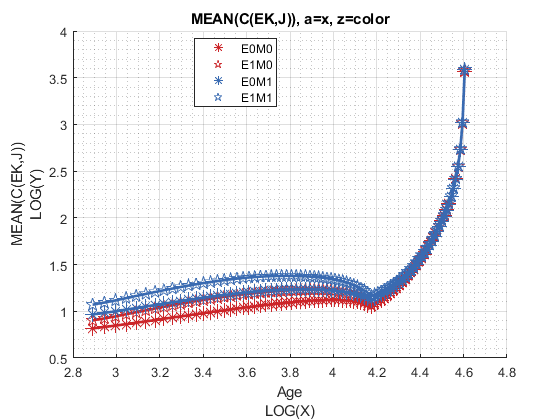 MEAN(C(EK,J)), a=x, z=color
E0M0
E1M0
E0M1
E1M1
MEAN(C(EK,J))
LOG(Y)
4
3.5
3
2.5
2
1.5
1
0.5
2.8
3
3.2
3.4
3.6
3.8
4
4.2
4.4
4.6
4.8
Age
LOG(X)